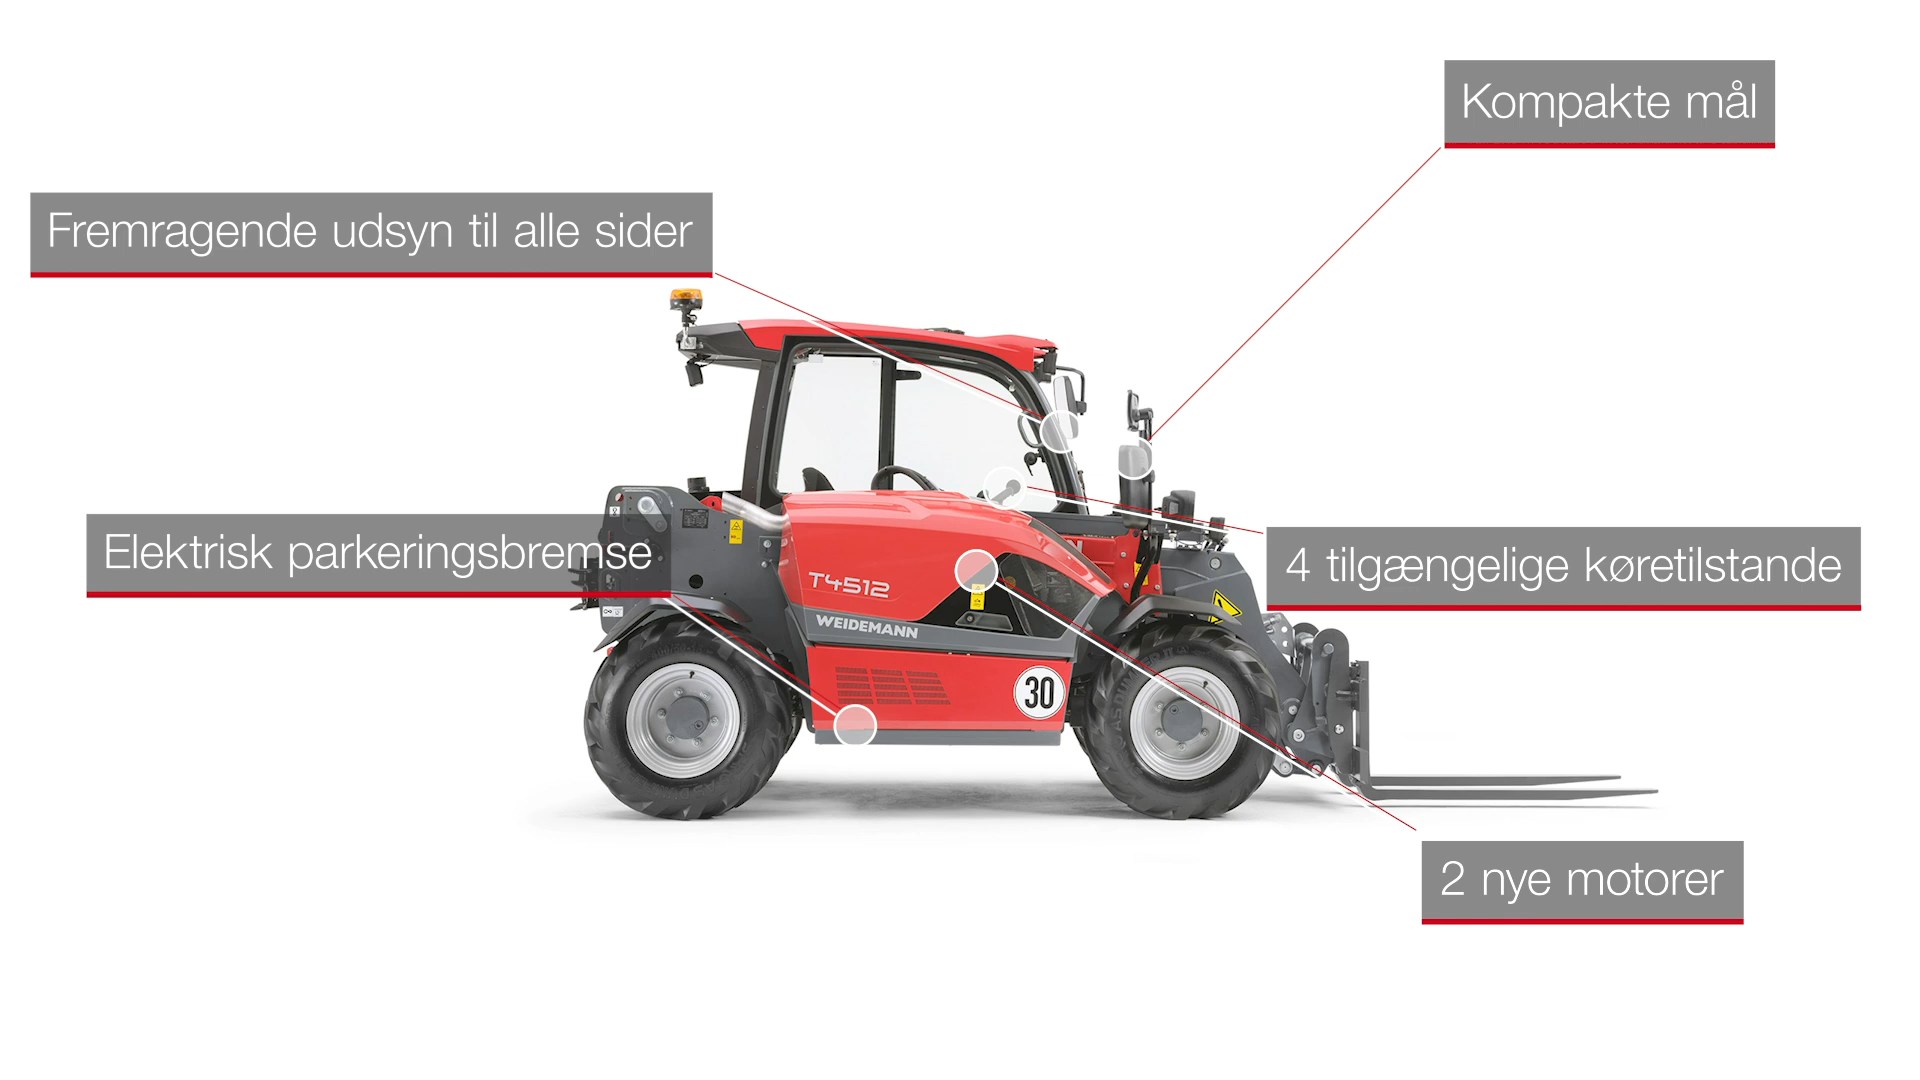 Kompakte mål
Fremragende udsyn til alle sider
Elektrisk parkeringsbremse
4 tilgængelige køretilstande
T4512
WEIDEMANN
30
2 nye motorer